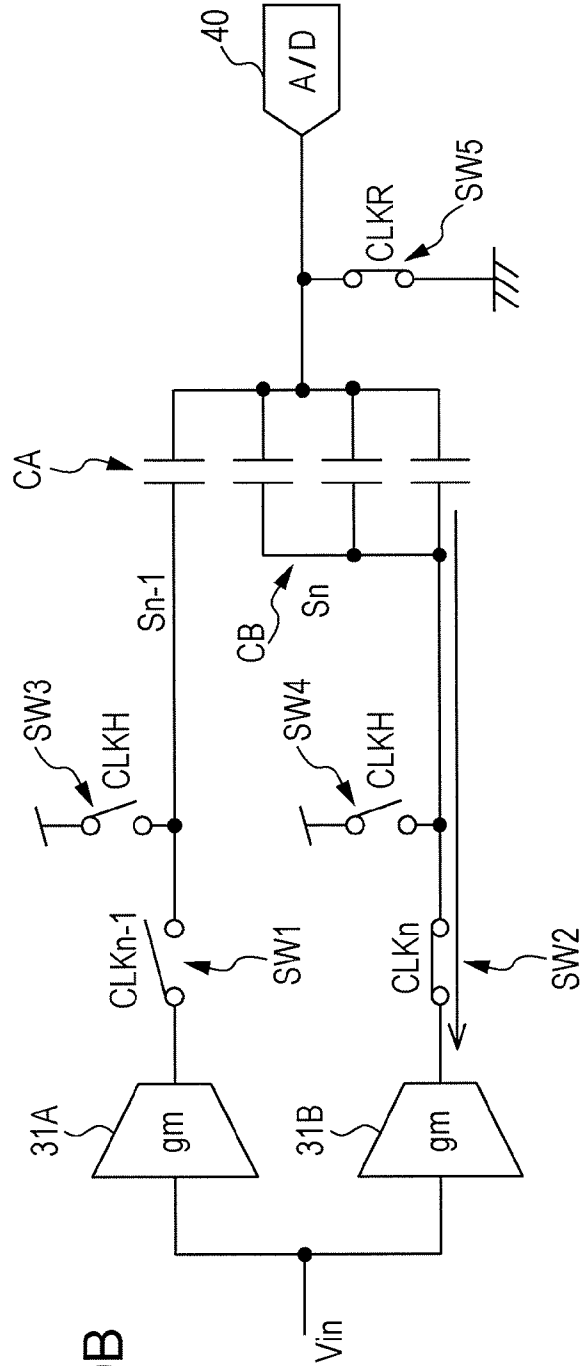 B
Vin
31A
gm
31B
gm
CLKn-1
SW1
CLKn
SW2
SW3
CLKH
SW4
CLKH
Sn-1
CA
CB
Sn
CLKR
SW5
40
A/D